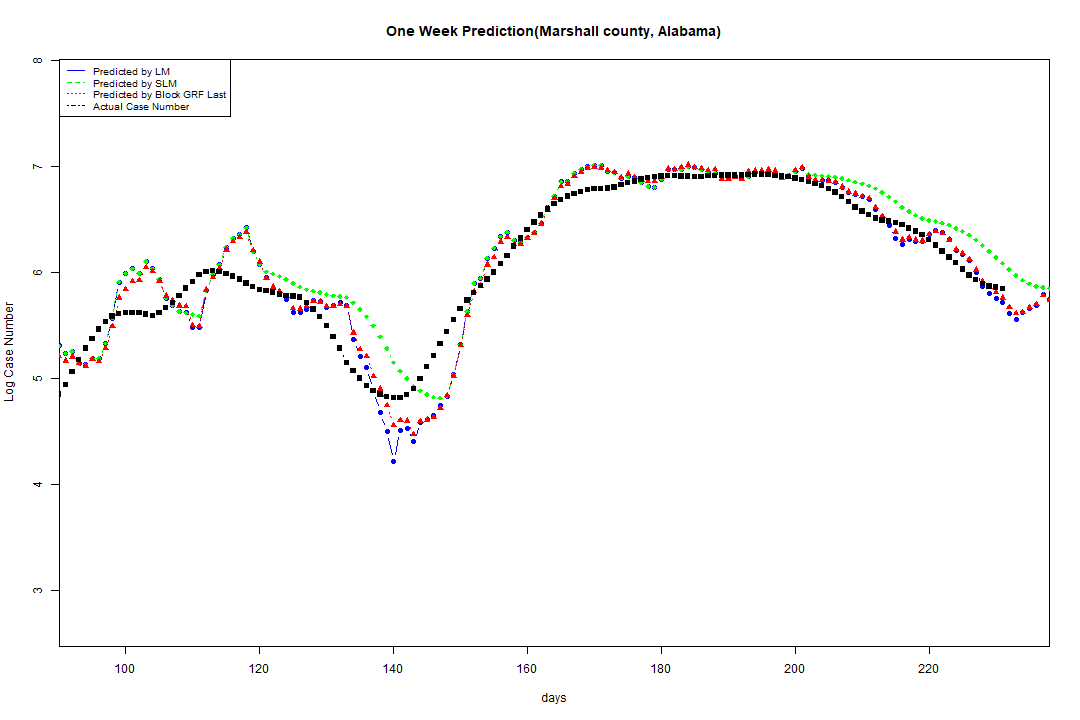 One Week Prediction(Marshall county, Alabama)
Predicted by LM
Predicted by SLM
Predicted by Block GRF Last
Actual Case Number
8
7
6
5
4
3
Log Case Number
100 120 140 160 180 200 220
days